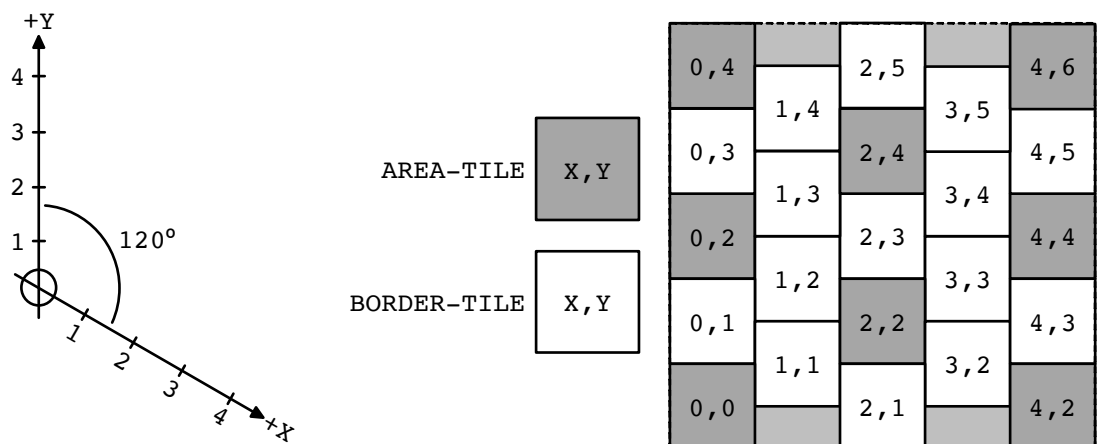 +Y
4
3
2
1
120°
1
2
3
4
+X
AREA-TILE X,Y
BORDER-TILE X,Y
0,4 2,5 4,6
1,4 3,5
0,3 2,4 4,5
1,3 3,4
0,2 2,3 4,4
1,2 3,3
0,1 2,2 4,3
1,1 3,2
0,0 2,1 4,2